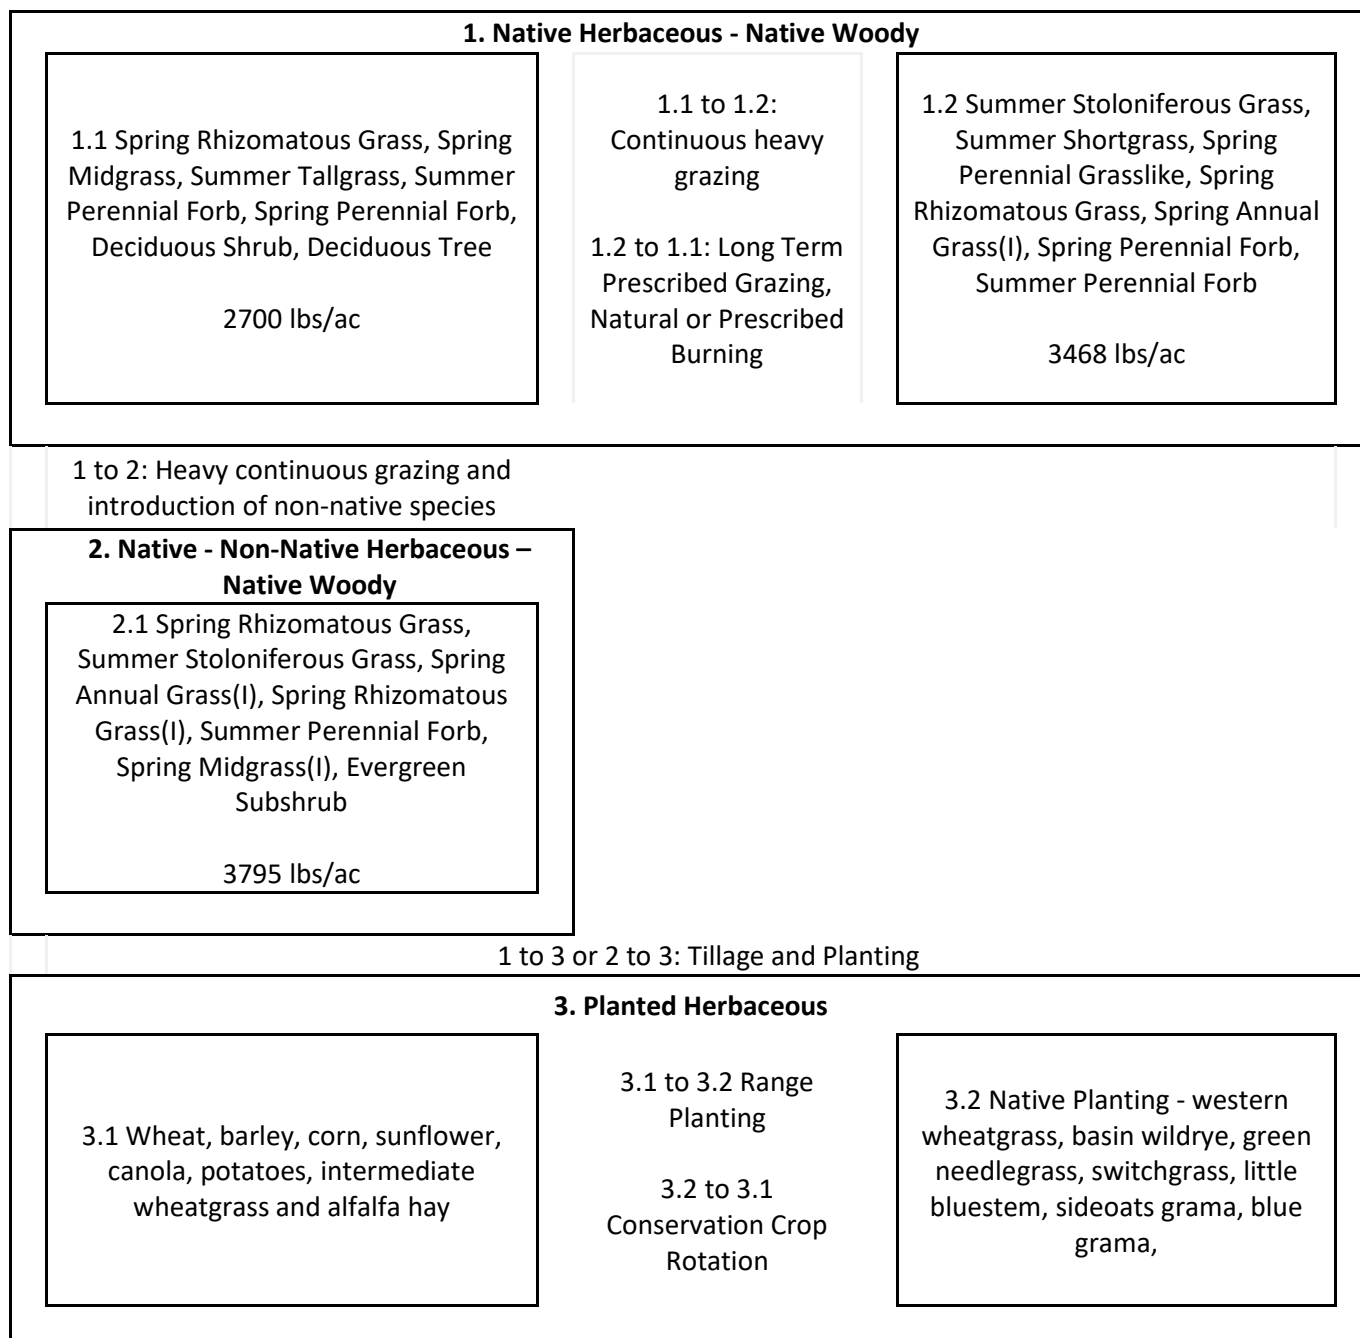 1. Native Herbaceous - Native Woody
1.1 Spring Rhizomatous Grass, Spring
Midgrass, Summer Tallgrass, Summer
Perennial Forb, Spring Perennial Forb,
Deciduous Shrub, Deciduous Tree
2700 lbs/ac
1.1 to 1.2:
Continuous heavy
grazing
1.2 to 1.1: Long Term
Prescribed Grazing,
Natural or Prescribed
Burning
1.2 Summer Stoloniferous Grass,
Summer Shortgrass, Spring
Perennial Grasslike, Spring
Rhizomatous Grass, Spring Annual
Grass(I), Spring Perennial Forb,
Summer Perennial Forb
3468 lbs/ac
1 to 2: Heavy continuous grazing and
introduction of non-native species
2. Native - Non-Native Herbaceous –
Native Woody
2.1 Spring Rhizomatous Grass,
Summer Stoloniferous Grass, Spring
Annual Grass(I), Spring Rhizomatous
Grass(I), Summer Perennial Forb,
Spring Midgrass(I), Evergreen
Subshrub
3795 lbs/ac
1 to 3 or 2 to 3: Tillage and Planting
3. Planted Herbaceous
3.1 Wheat, barley, corn, sunflower,
canola, potatoes, intermediate
wheatgrass and alfalfa hay
3.1 to 3.2 Range
Planting
3.2 to 3.1
Conservation Crop
Rotation
3.2 Native Planting - western
wheatgrass, basin wildrye, green
needlegrass, switchgrass, little
bluestem, sideoats grama, blue
grama,